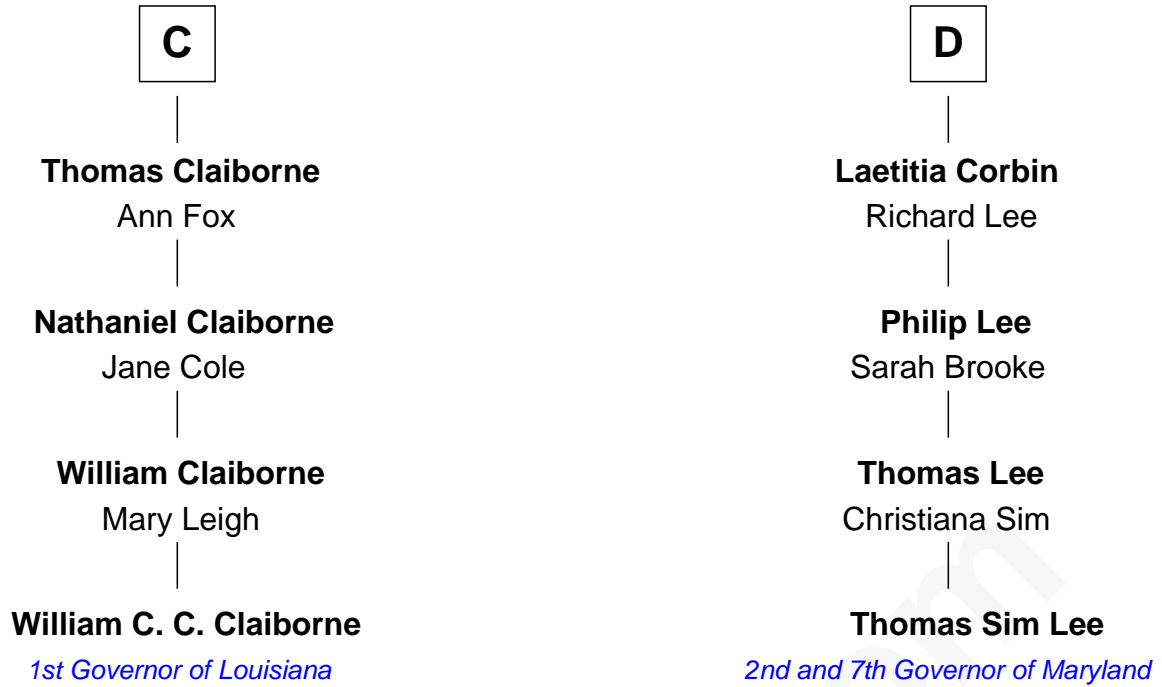 C
Thomas Claiborne
Ann Fox
Nathaniel Claiborne
Jane Cole
William Claiborne
Mary Leigh
William C. C. Claiborne
1st Governor of Louisiana
D
Laetitia Corbin
Richard Lee
Philip Lee
Sarah Brooke
Thomas Lee
Christiana Sim
Thomas Sim Lee
2nd and 7th Governor of Maryland